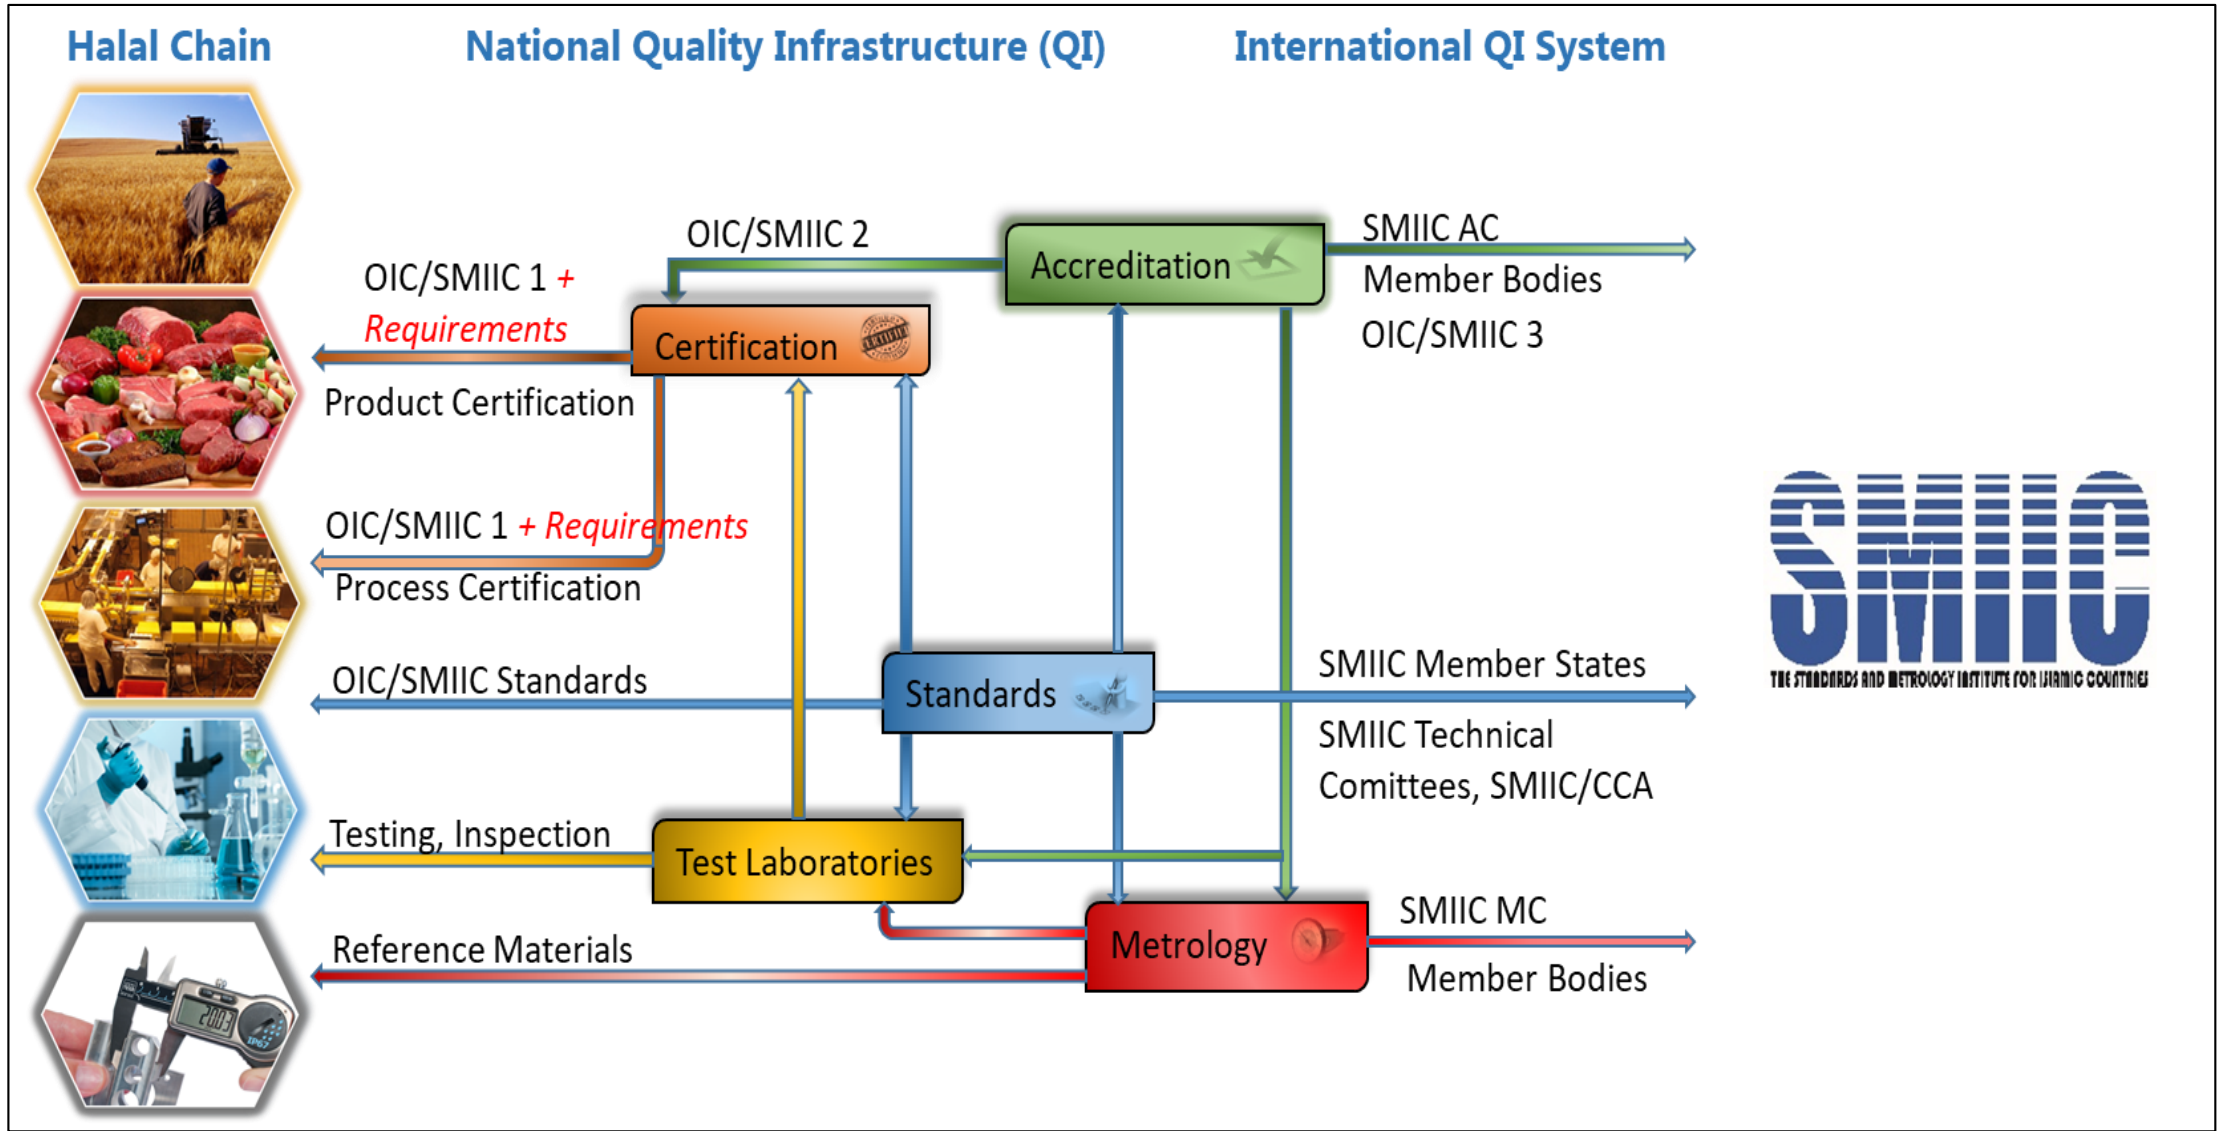 Halal Chain
National Quality Infrastructure (QI)
International QI System
OIC/SMIIC 2
Accreditation
SMIIC AC
Member Bodies
OIC/SMIIC 3
OIC/SMIIC 1 +
Requirements
Certification
Product Certification
OIC/SMIIC 1 + Requirements
Process Certification
OIC/SMIIC Standards
Standards
SMIIC Member States
SMIIC Technical
Comittees, SMIIC/CCA
SMIIC
THE STANDARDS AND METROLOGY INSTITUTE FOR ISLAMIC COUNTRIES
Testing, Inspection
Test Laboratories
Reference Materials
Metrology
SMIIC MC
Member Bodies
20.03
IP67